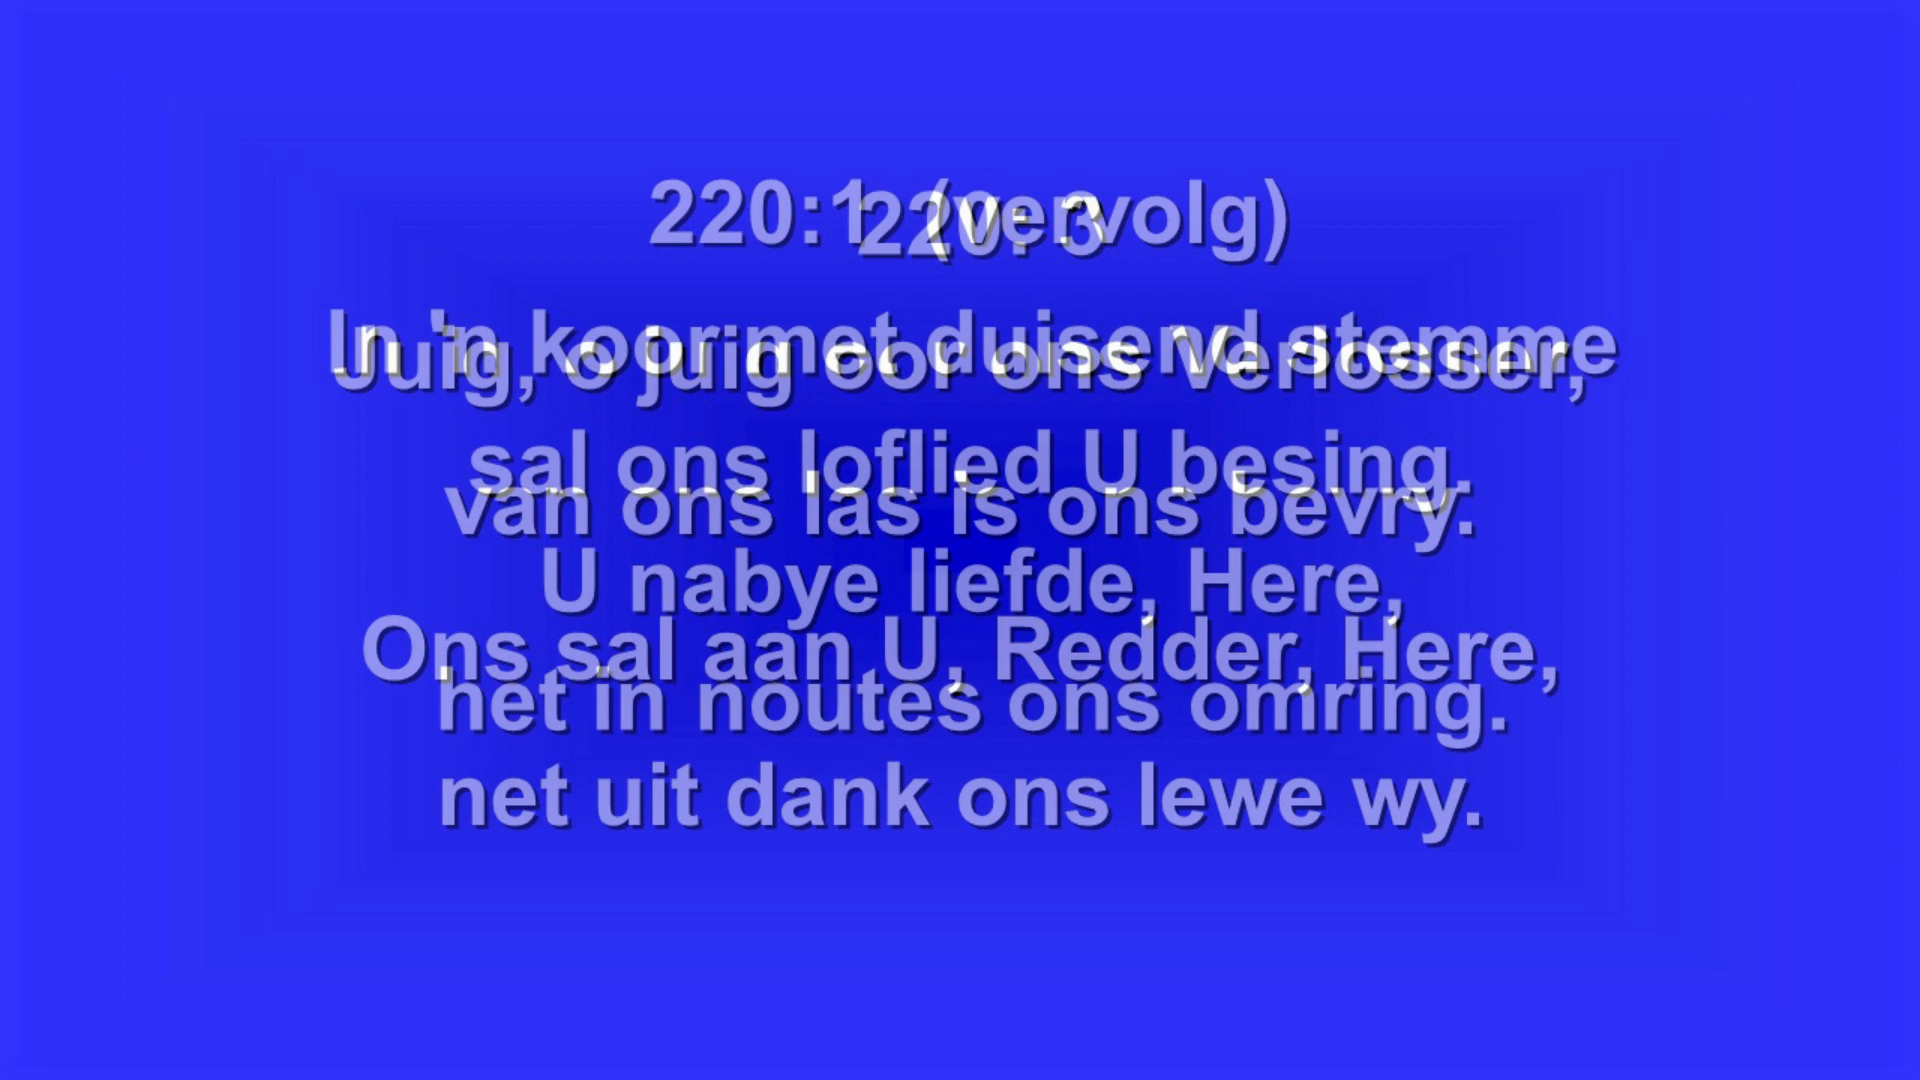 220:1 (vervolg)
In 'n koor met duisend stemme
sal ons loflied U besing.
U nabye liefde, Here,
het in noutes ons omring.
220: 3
Juig, o juig oor ons Verlosser,
van ons las is ons bevry.
Ons sal aan U, Redder, Here,
net uit dank ons lewe wy.